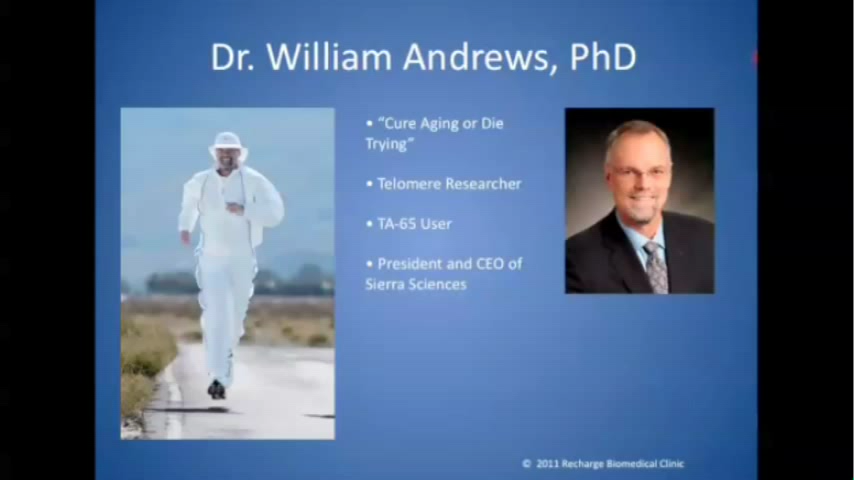 Dr. William Andrews, PhD
• “Cure Aging or Die
Trying”
• Telomere Researcher
• TA-65 User
• President and CEO of
Sierra Sciences
© 2011 Recharge Biomedical Clinic